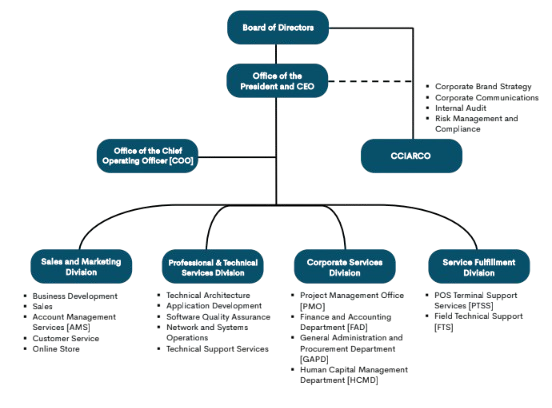 Board of Directors
Office of the
President and CEO
▪ Corporate Brand Strategy
▪ Corporate Communications
▪ Internal Audit
▪ Risk Management and
Compliance
Office of the Chief
Operating Officer [COO]
CCIARCO
Sales and Marketing
Division
▪ Business Development
▪ Sales
▪ Account Management
Services [AMS]
▪ Customer Service
▪ Online Store
Professional & Technical
Services Division
▪ Technical Architecture
▪ Application Development
▪ Software Quality Assurance
▪ Network and Systems
Operations
▪ Technical Support Services
Corporate Services
Division
▪ Project Management Office
[PMO]
▪ Finance and Accounting
Department [FAD]
▪ General Administration and
Procurement Department
[GAPD]
▪ Human Capital Management
Department [HCMD]
Service Fulfillment
Division
▪ POS Terminal Support
Services [PTSS]
▪ Field Technical Support
[FTS]